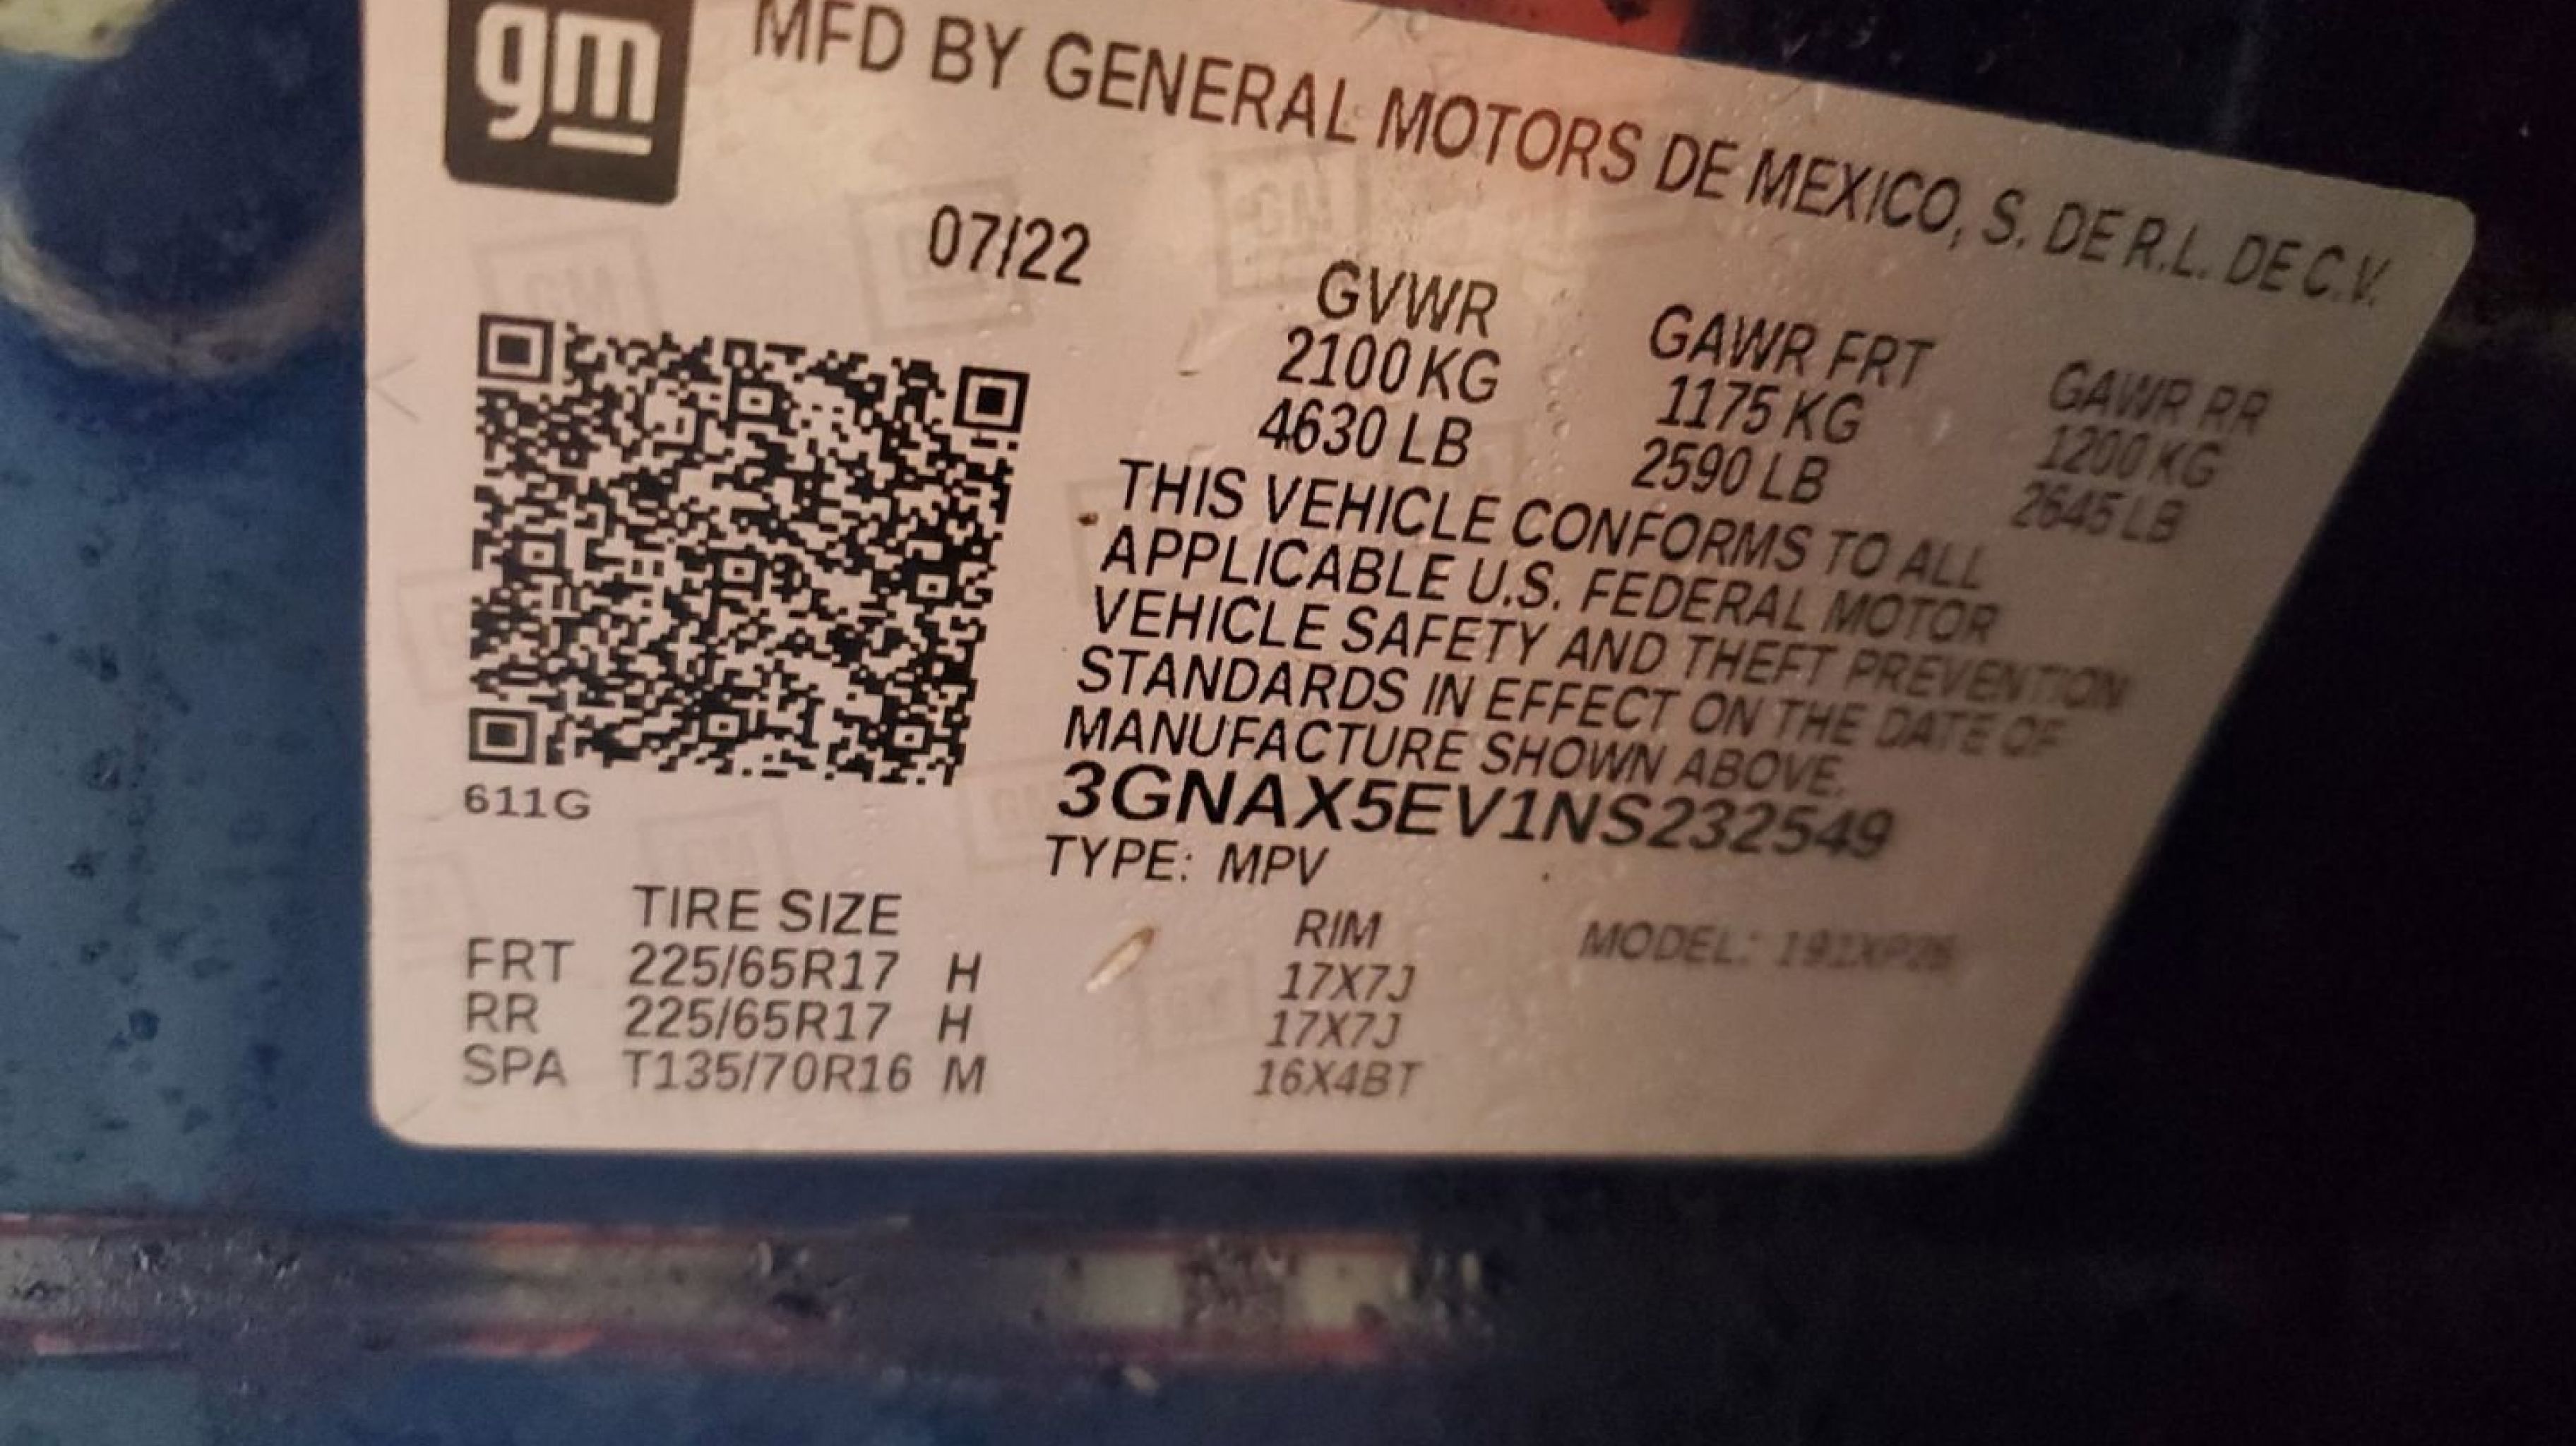 gm
MFD BY GENERAL MOTORS DE MEXICO, S. DE R.L. DE C.V.
07/22
GVWR GAWR FRT GAWR RR
2100 KG 1175 KG 1200 KG
4630 LB 2590 LB 2645 LB
THIS VEHICLE CONFORMS TO ALL
APPLICABLE U.S. FEDERAL MOTOR
VEHICLE SAFETY AND THEFT PREVENTION
STANDARDS IN EFFECT ON THE DATE OF
MANUFACTURE SHOWN ABOVE.
3GNAX5EV1NS232549
611G
TYPE: MPV
TIRE SIZE RIM MODEL:
FRT 225/65R17 H 17X7J
RR 225/65R17 H 17X7J
SPA T135/70R16 M 16X4BT